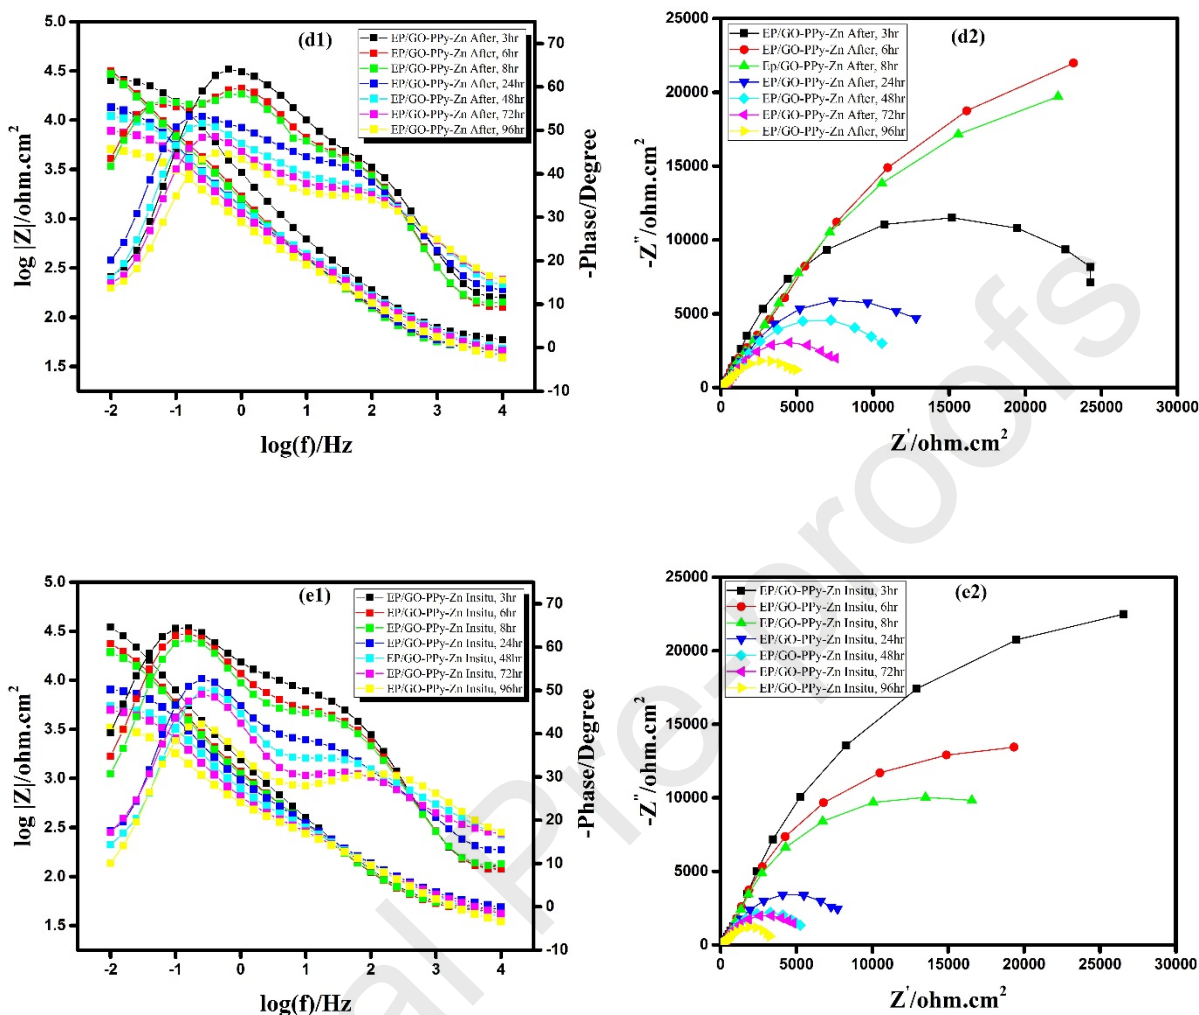 (d1)
EP/GO-PPy-Zn After, 3hr
EP/GO-PPy-Zn After, 6hr
EP/GO-PPy-Zn After, 8hr
EP/GO-PPy-Zn After, 24hr
EP/GO-PPy-Zn After, 48hr
EP/GO-PPy-Zn After, 72hr
EP/GO-PPy-Zn After, 96hr
5.0
4.5
4.0
3.5
3.0
2.5
2.0
1.5
log |Z|/ohm.cm²
70
60
50
40
30
20
10
0
-10
-Phase/Degree
-2 -1 0 1 2 3 4
log(f)/Hz
(d2)
EP/GO-PPy-Zn After, 3hr
EP/GO-PPy-Zn After, 6hr
Ep/GO-PPy-Zn After, 8hr
EP/GO-PPy-Zn After, 24hr
EP/GO-PPy-Zn After, 48hr
EP/GO-PPy-Zn After, 72hr
EP/GO-PPy-Zn After, 96hr
25000
20000
15000
10000
5000
0
-Z''/ohm.cm²
0 5000 10000 15000 20000 25000 30000
Z'/ohm.cm²
(e1)
EP/GO-PPy-Zn Insitu, 3hr
EP/GO-PPy-Zn Insitu, 6hr
EP/GO-PPy-Zn Insitu, 8hr
EP/GO-PPy-Zn Insitu, 24hr
EP/GO-PPy-Zn Insitu, 48hr
EP/GO-PPy-Zn Insitu, 72hr
EP/GO-PPy-Zn Insitu, 96hr
5.0
4.5
4.0
3.5
3.0
2.5
2.0
1.5
log |Z|/ohm.cm²
70
60
50
40
30
20
10
0
-10
-Phase/Degree
-2 -1 0 1 2 3 4
log(f)/Hz
(e2)
EP/GO-PPy-Zn Insitu, 3hr
EP/GO-PPy-Zn Insitu, 6hr
EP/GO-PPy-Zn Insitu, 8hr
EP/GO-PPy-Zn Insitu, 24hr
EP/GO-PPy-Zn Insitu, 48hr
EP/GO-PPy-Zn Insitu, 72hr
EP/GO-PPy-Zn Insitu, 96hr
25000
20000
15000
10000
5000
0
-Z''/ohm.cm²
0 5000 10000 15000 20000 25000 30000
Z'/ohm.cm²
al Pre-proofs